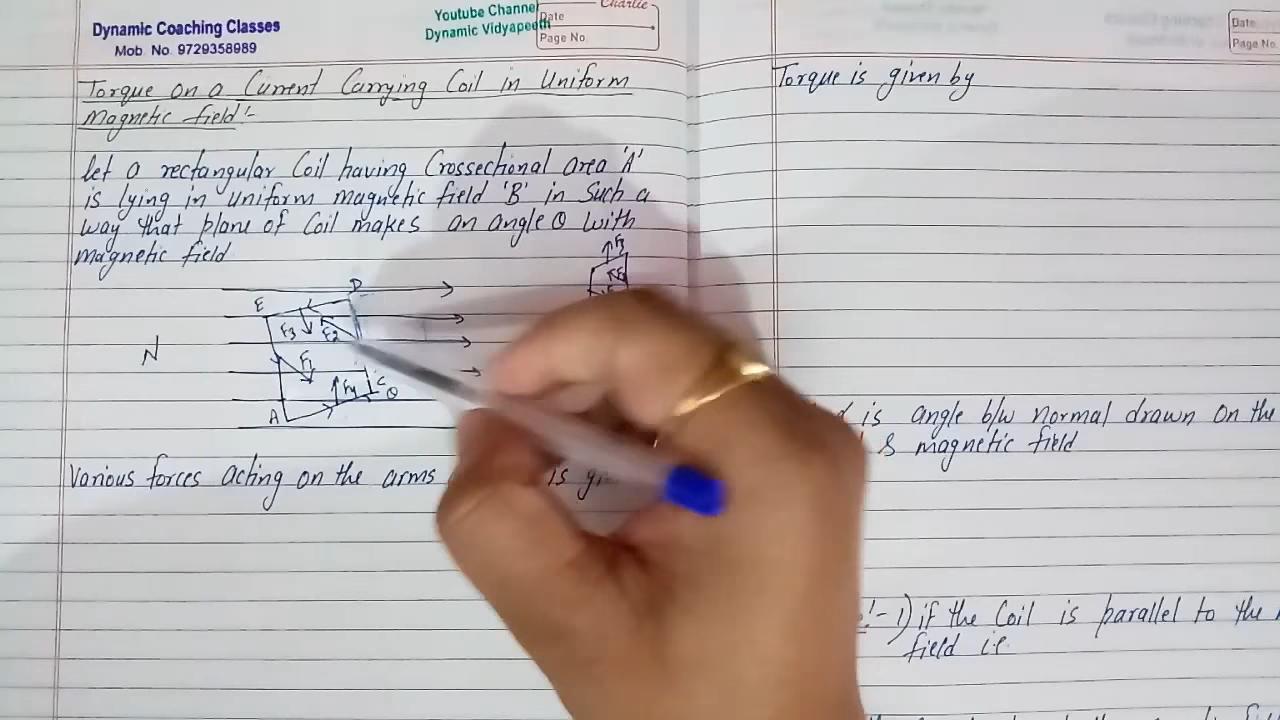 Dynamic Coaching Classes
Mob. No. 9729358989
Youtube Channel
Dynamic Vidyapeeth
Charlie
Date
Page No.
Torque on a Current Carrying Coil in Uniform
Magnetic field:-
let a rectangular Coil having Crossectional area 'A'
is lying in uniform magnetic field 'B' in Such a
way that plane of Coil makes an angle θ with
magnetic field
F3
E D
F3 F2
N
F1
F4 C θ
A
Various forces acting on the arms is
Torque is given by
Date
Page No.
is angle b/w normal drawn on the
& magnetic field
1) if the Coil is parallel to the
field i.e